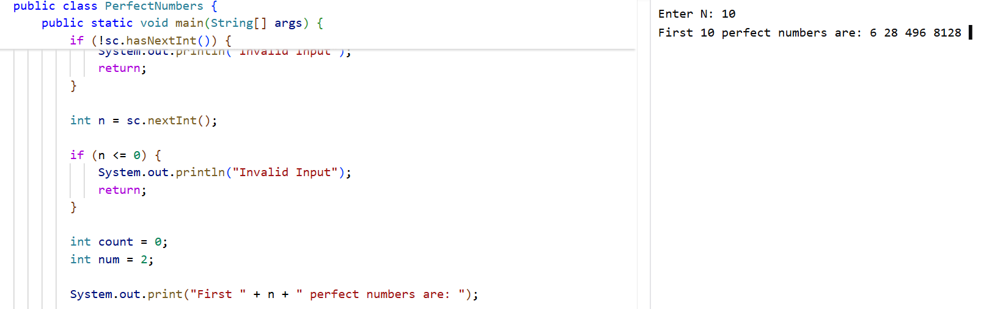 public class PerfectNumbers {
public static void main(String[] args) {
if (!sc.hasNextInt()) {
System.out.println("Invalid Input");
return;
}
int n = sc.nextInt();
if (n <= 0) {
System.out.println("Invalid Input");
return;
}
int count = 0;
int num = 2;
System.out.print("First " + n + " perfect numbers are: ");
Enter N: 10
First 10 perfect numbers are: 6 28 496 8128